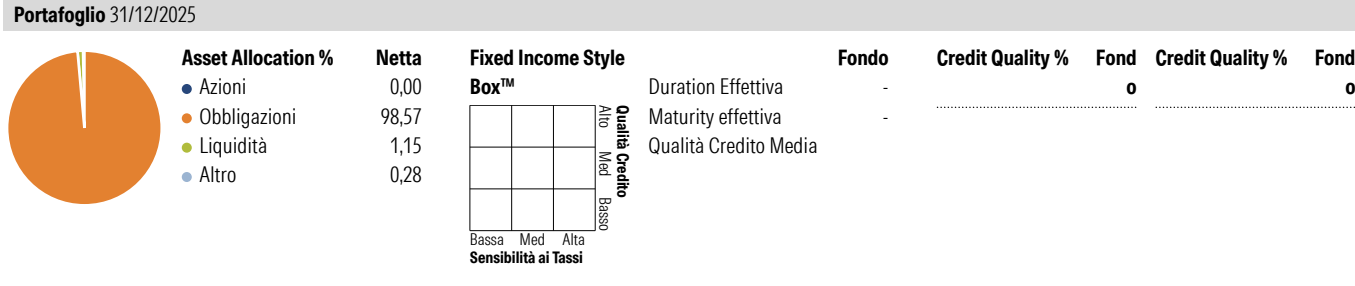 Portafoglio 31/12/2025
Asset Allocation % Netta
Azioni 0,00
Obbligazioni 98,57
Liquidità 1,15
Altro 0,28
Fixed Income Style
Box™
Alto Med Basso
Qualità Credito
Bassa Med Alta
Sensibilità ai Tassi
Fondo
Duration Effettiva -
Maturity effettiva -
Qualità Credito Media
Credit Quality % Fond
o
Credit Quality % Fond
o